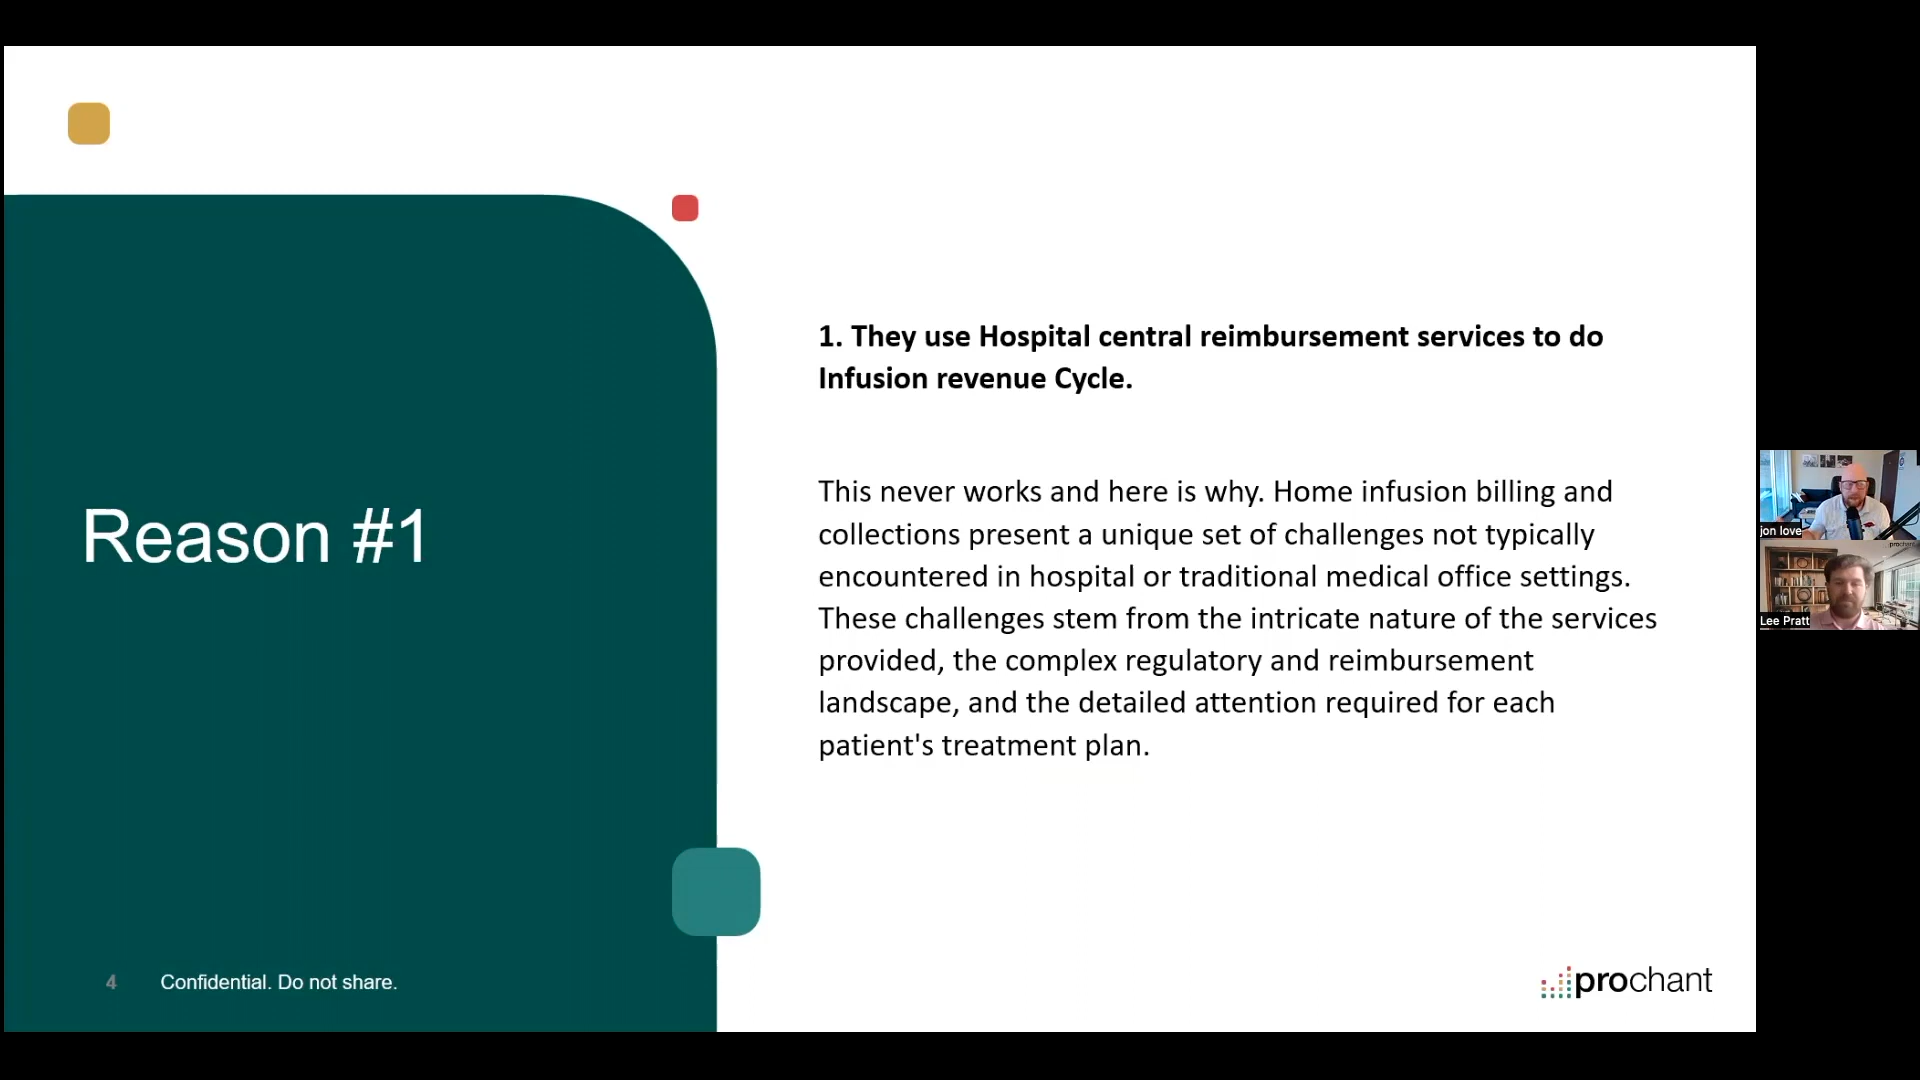 1. They use Hospital central reimbursement services to do
Infusion revenue Cycle.
Reason #1
This never works and here is why. Home infusion billing and
collections present a unique set of challenges not typically
encountered in hospital or traditional medical office settings.
These challenges stem from the intricate nature of the services
provided, the complex regulatory and reimbursement
landscape, and the detailed attention required for each
patient's treatment plan.
4 Confidential. Do not share.
prochant
jon love
prochant
Lee Pratt